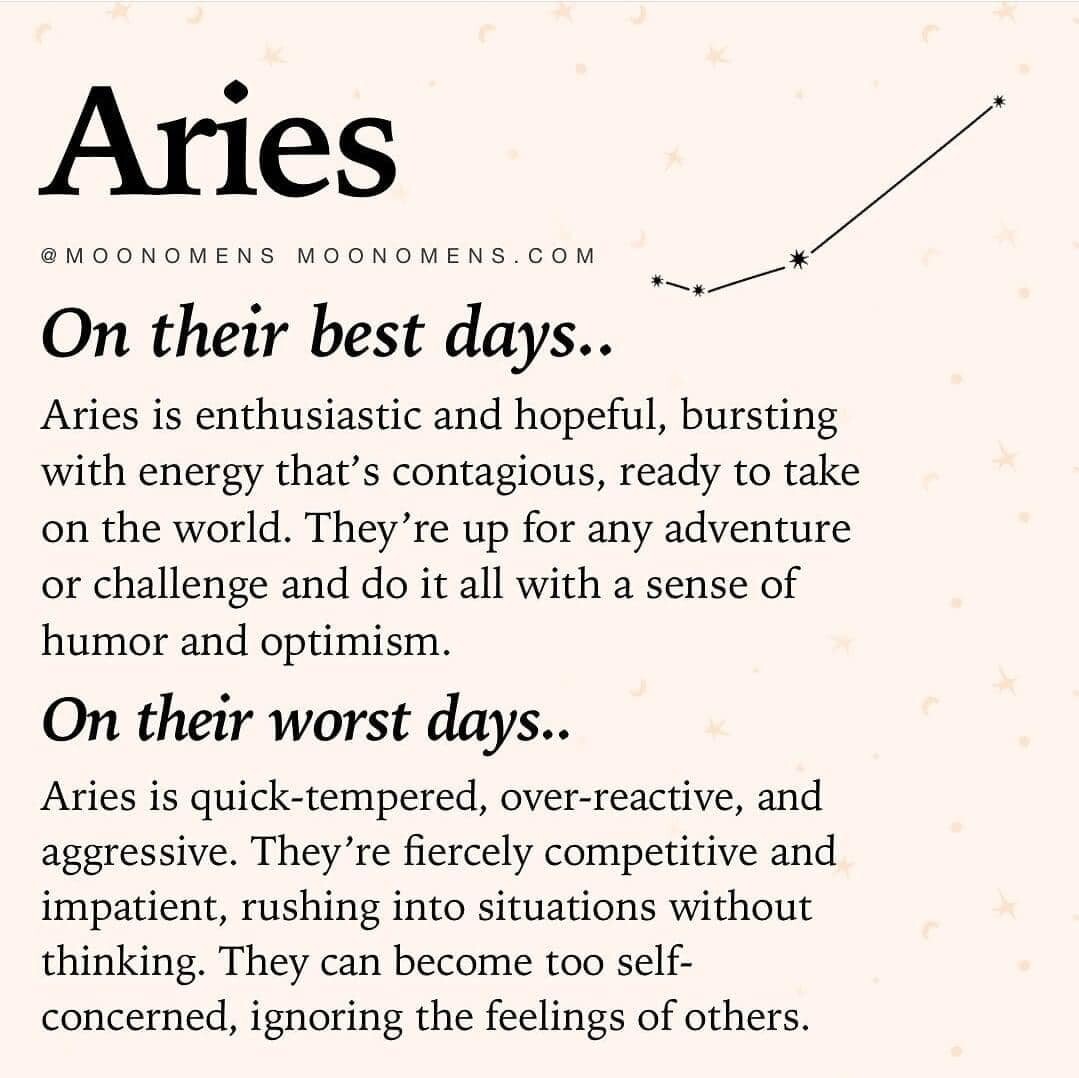 Aries
@MOONOMENS MOONOMENS.COM
On their best days..
Aries is enthusiastic and hopeful, bursting
with energy that’s contagious, ready to take
on the world. They’re up for any adventure
or challenge and do it all with a sense of
humor and optimism.
On their worst days..
Aries is quick-tempered, over-reactive, and
aggressive. They’re fiercely competitive and
impatient, rushing into situations without
thinking. They can become too self-
concerned, ignoring the feelings of others.